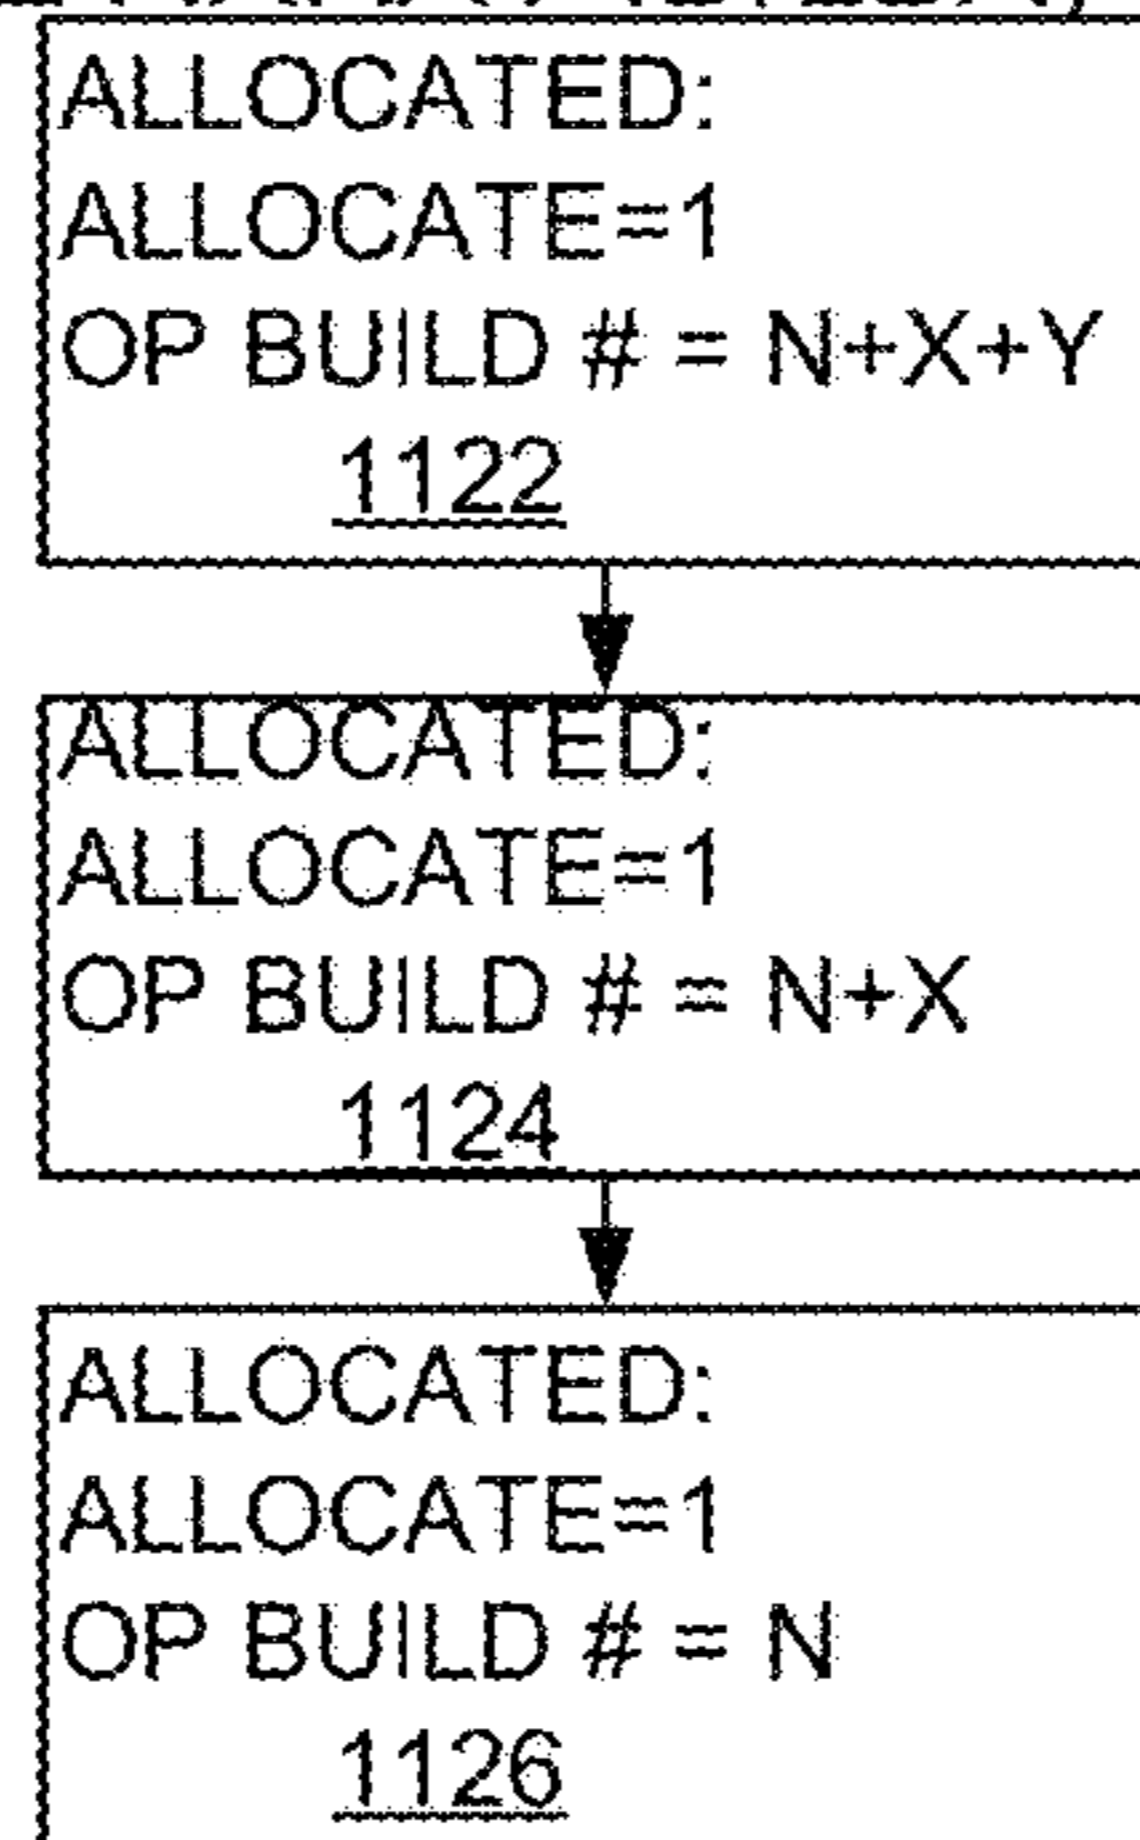 ALLOCATED:
ALLOCATE=1
OP BUILD # = N+X+Y
1122
ALLOCATED:
ALLOCATE=1
OP BUILD # = N+X
1124
ALLOCATED:
ALLOCATE=1
OP BUILD # = N
1126